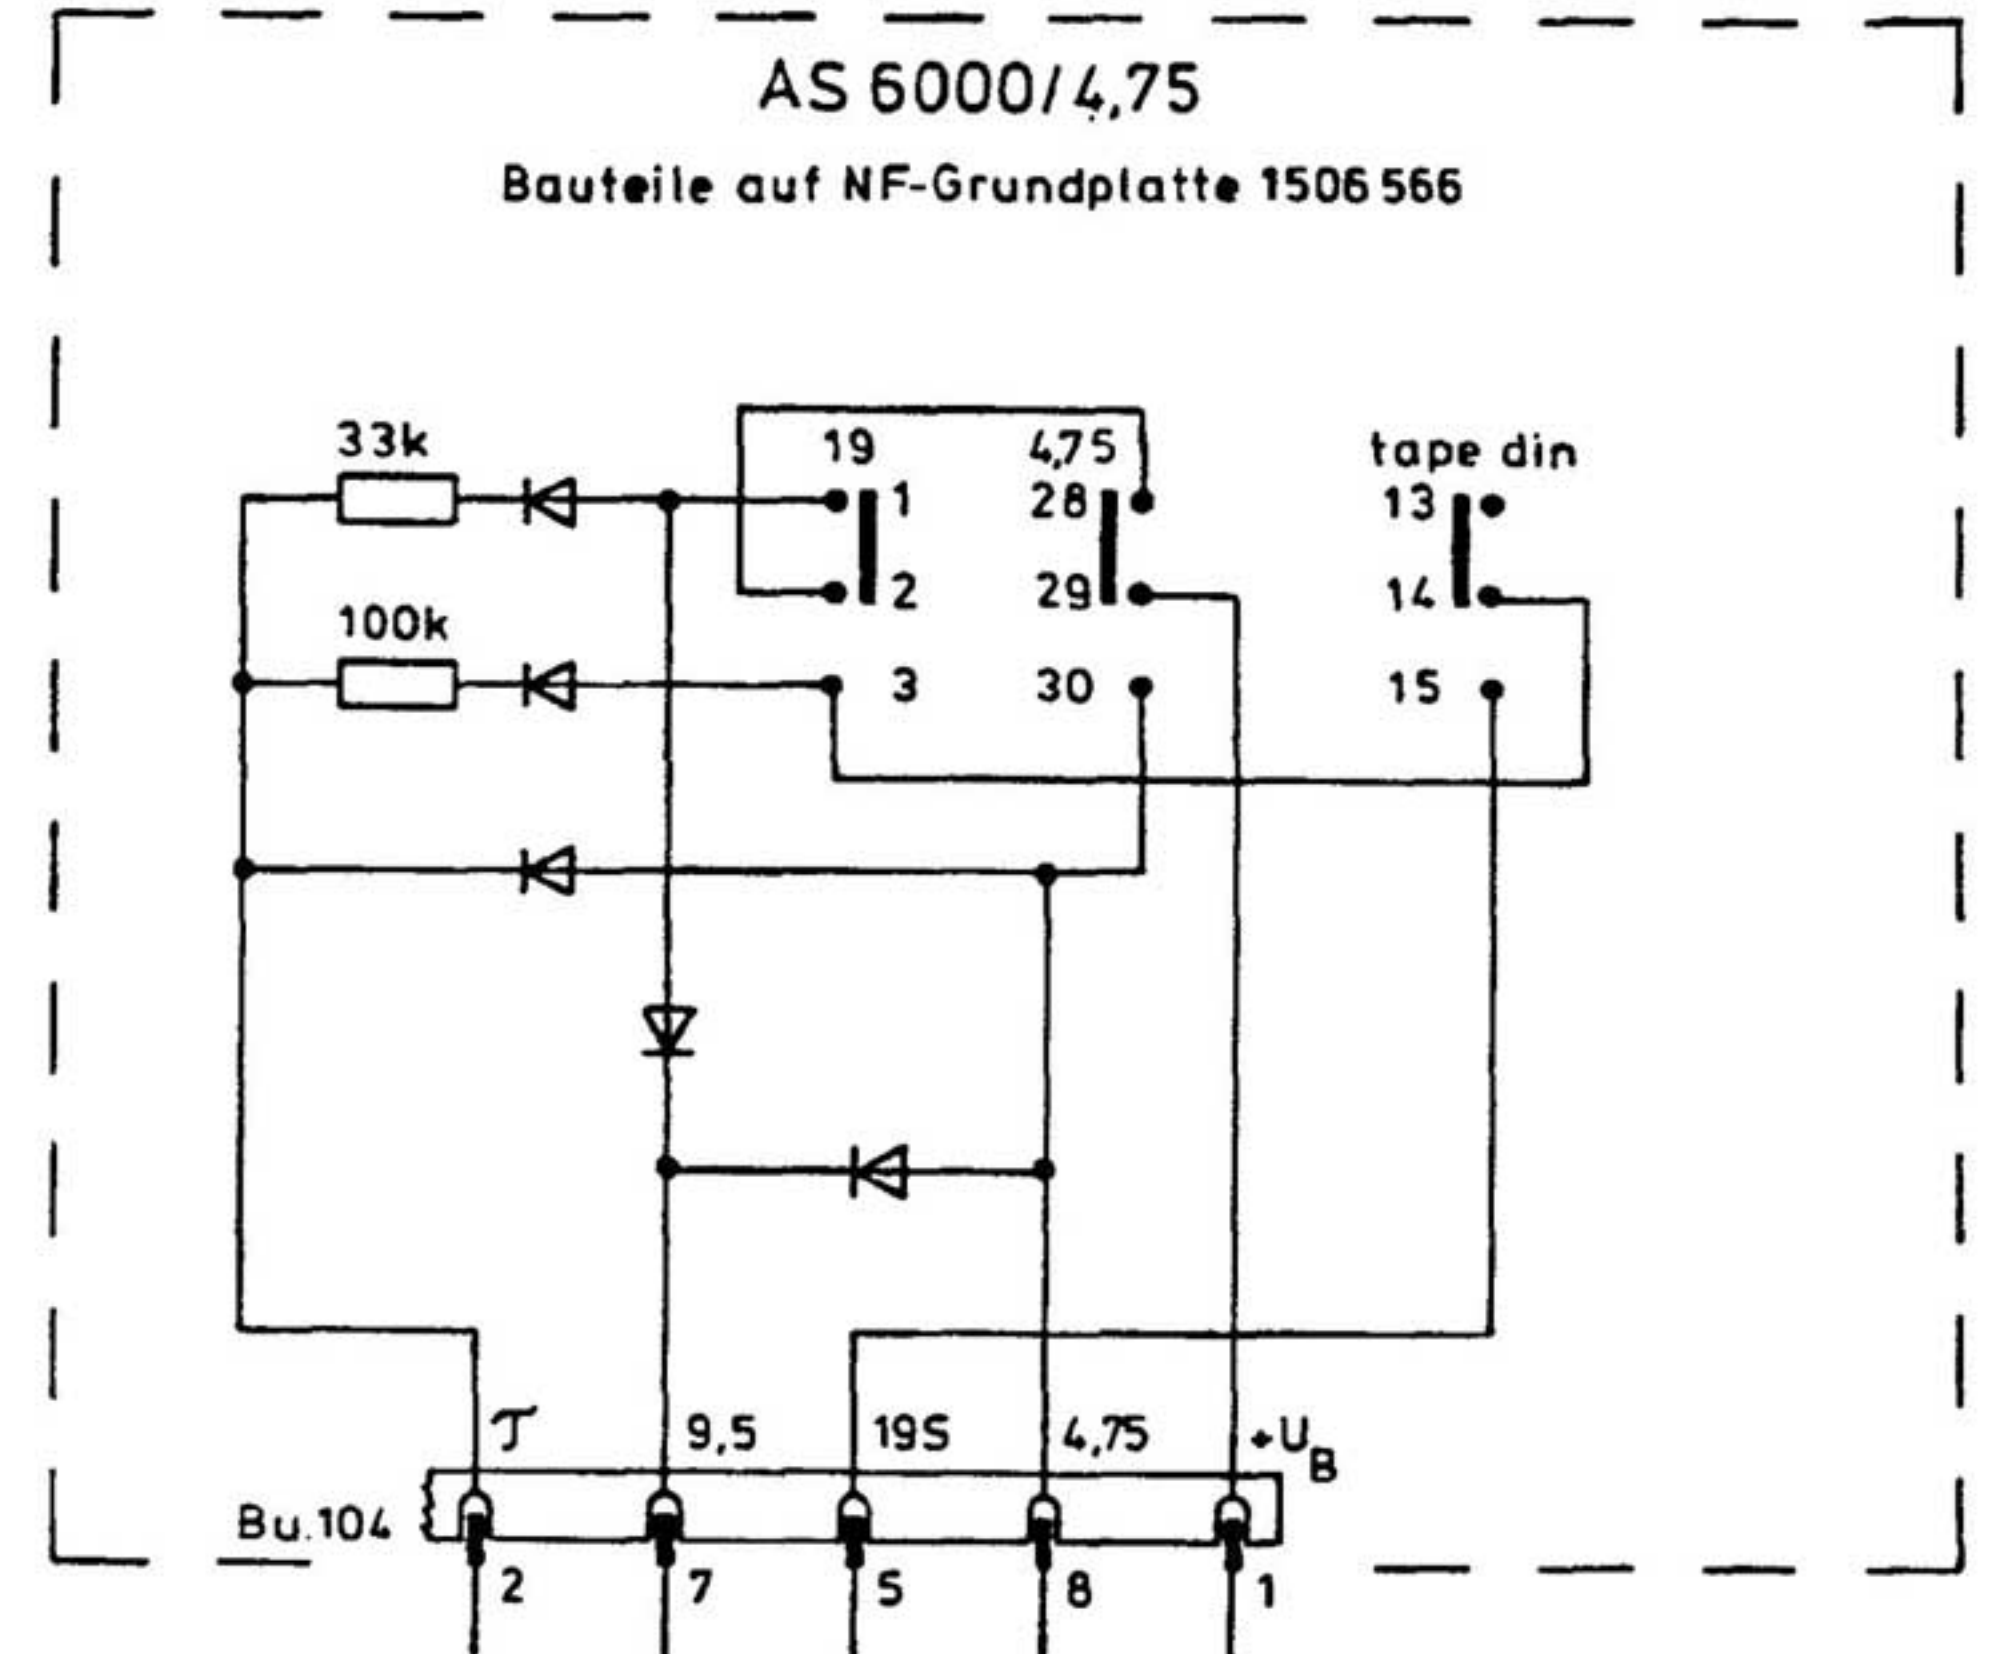 AS 6000/4,75
Bauteile auf NF-Grundplatte 1506 566
33k
19
4,75
tape din
1
28
13
100k
2
29
14
3
30
15
T
9,5
19S
4,75
+UB
Bu.104
2
7
5
8
1